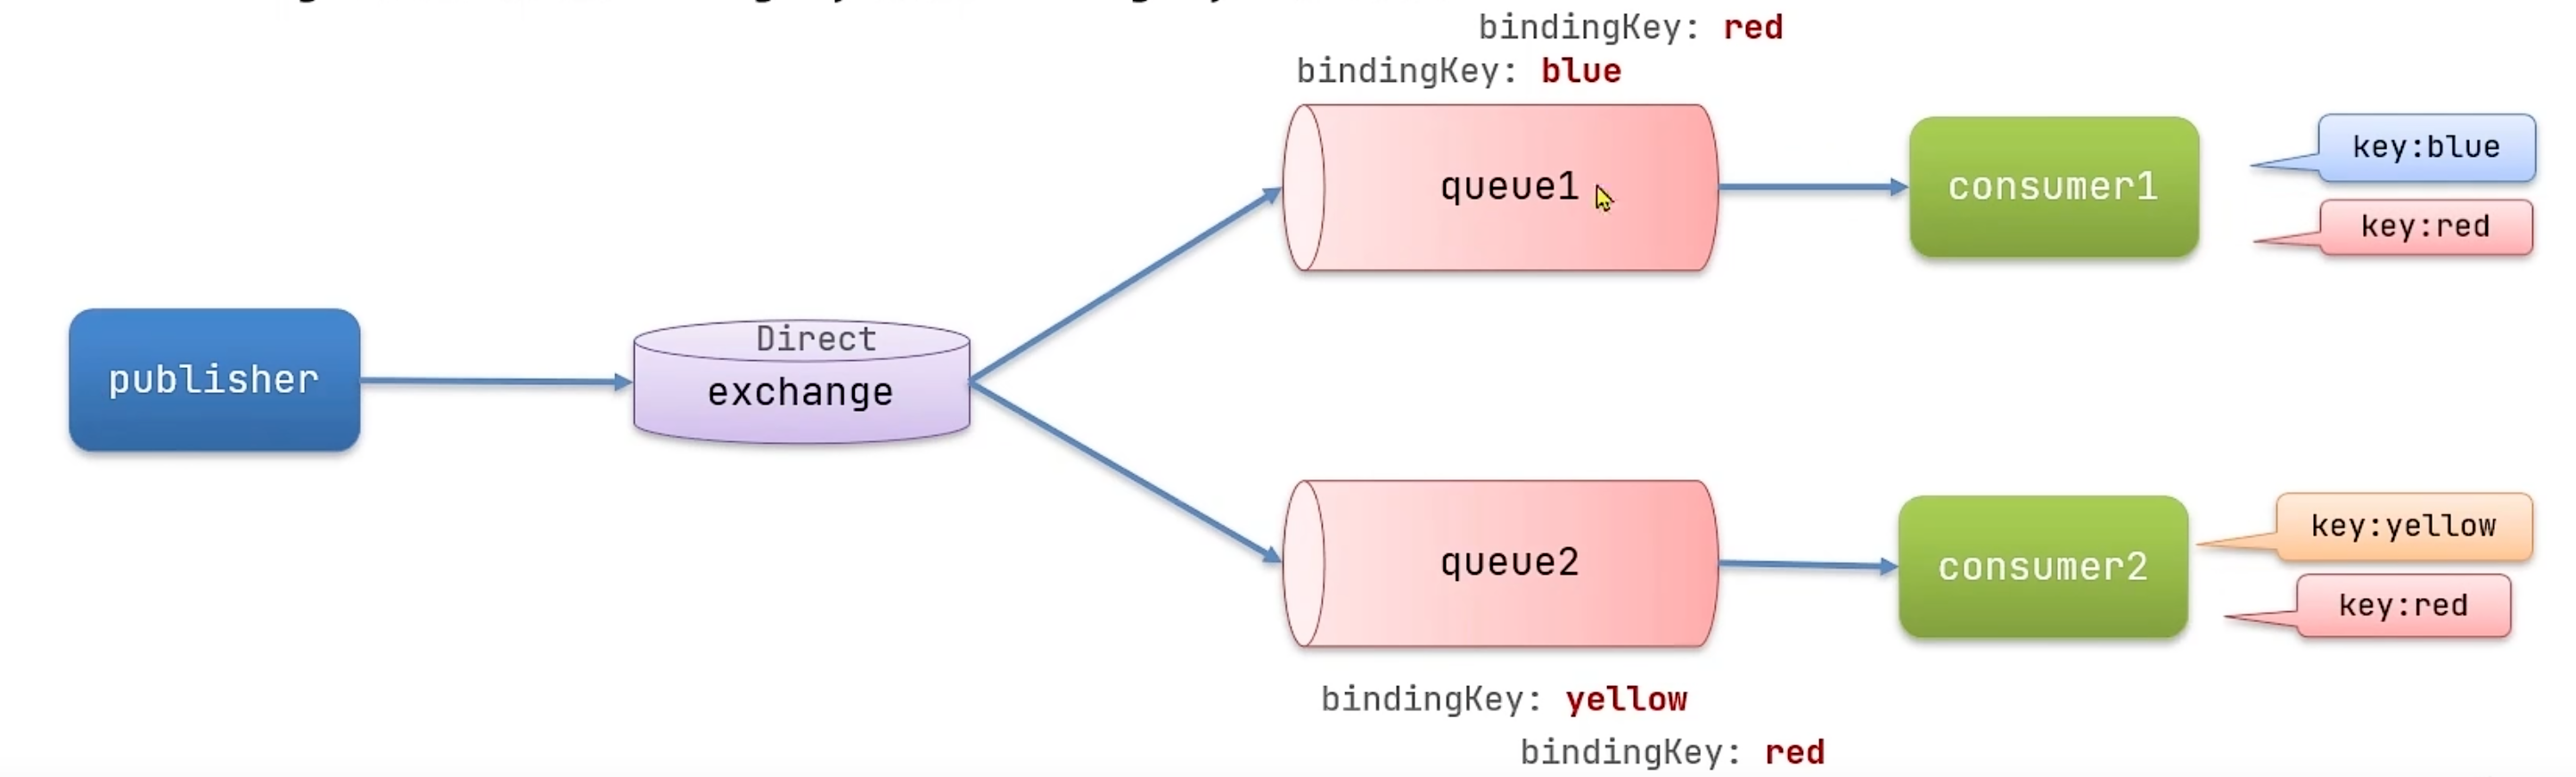 bindingKey: red
bindingKey: blue
queue1
consumer1
key:blue
key:red
publisher
Direct
exchange
queue2
consumer2
key:yellow
key:red
bindingKey: yellow
bindingKey: red